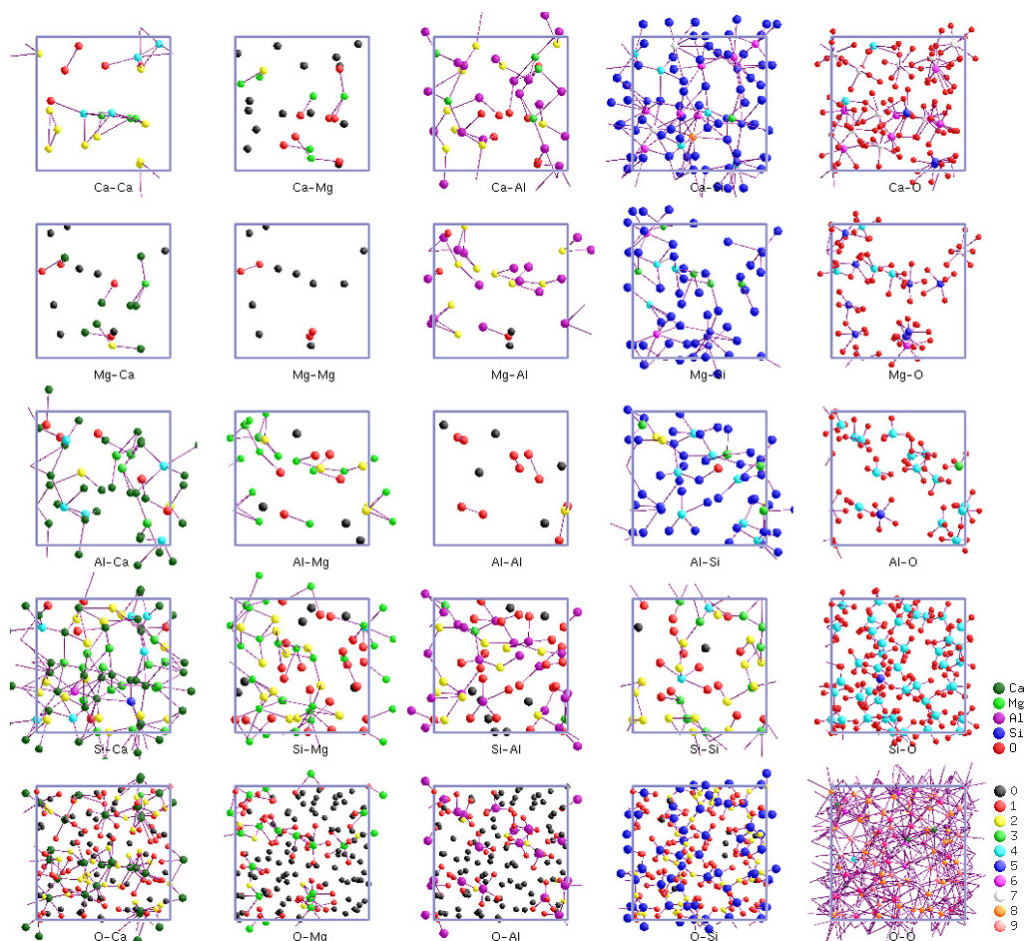 Ca-Ca Ca-Mg Ca-Al Ca-Si Ca-O
Mg-Ca Mg-Mg Mg-Al Mg-Si Mg-O
Al-Ca Al-Mg Al-Al Al-Si Al-O
Si-Ca Si-Mg Si-Al Si-Si Si-O
Ca
Mg
Al
Si
O
O-Ca O-Mg O-Al O-Si O-O
0
1
2
3
4
5
6
7
8
9